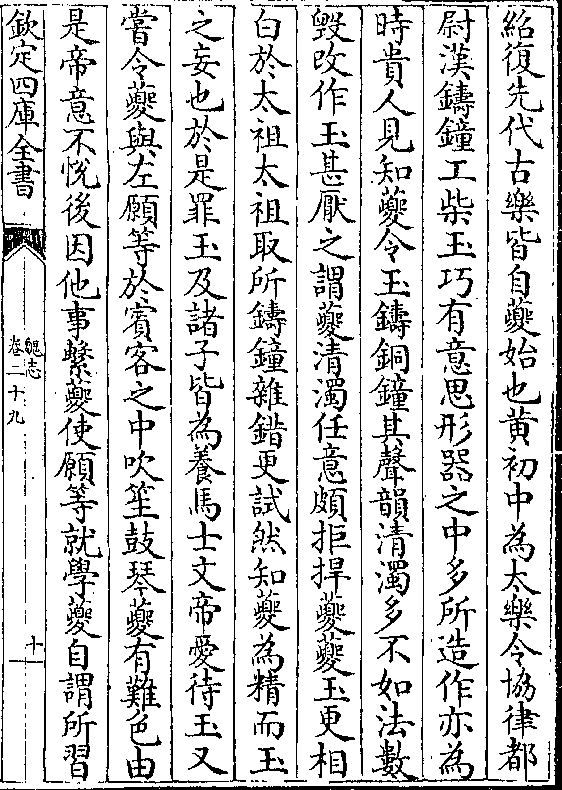 紹復先代古樂皆自夔始也黃初中為太樂令協律都
尉漢鑄鐘工柴玉巧有意思形器之中多所造作亦為
時貴人見知夔令玉鑄銅鐘其聲韻清濁多不如法數
毀改作玉甚厭之謂夔清濁任意頗拒捍夔夔玉更相
白於太祖太祖取所鑄鐘雜錯更試然知夔為精而玉
之妄也於是罪玉及諸子皆為養馬士文帝愛待玉又
嘗令夔與左願等於賓客之中吹笙鼓琴夔有難色由
是帝意不悅後因他事繫夔使願等就學夔自謂所習
欽定四庫全書
魏志
卷二十九
十